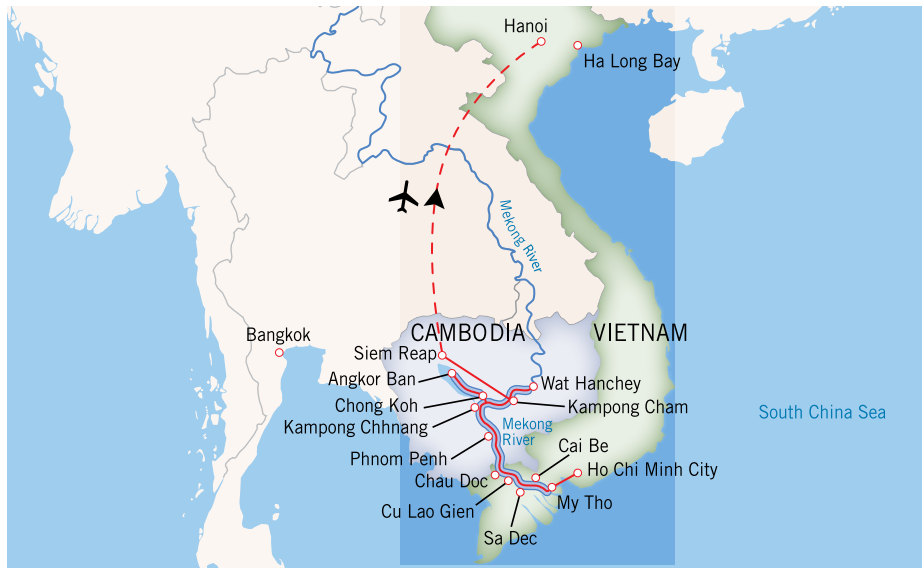 Hanoi
Ha Long Bay
Mekong River
CAMBODIA
VIETNAM
Bangkok
Siem Reap
Angkor Ban
Wat Hanchey
Chong Koh
Kampong Cham
South China Sea
Kampong Chhnang
Mekong
River
Cai Be
Phnom Penh
Ho Chi Minh City
Chau Doc
My Tho
Cu Lao Gien
Sa Dec